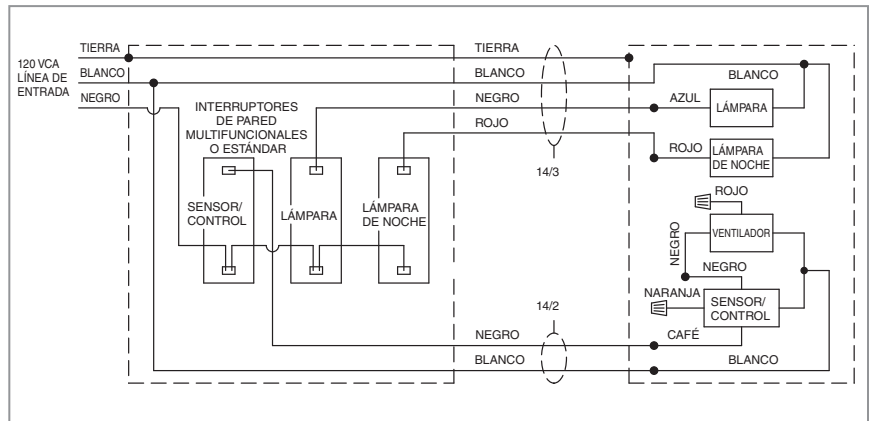 TIERRA
120 VCA
LÍNEA DE
ENTRADA
BLANCO
NEGRO
INTERRUPTORES
DE PARED
MULTIFUNCIONALES
O ESTÁNDAR
SENSOR/
CONTROL
LÁMPARA
LÁMPARA
DE NOCHE
TIERRA
BLANCO
NEGRO
ROJO
14/3
14/2
NEGRO
BLANCO
BLANCO
AZUL
LÁMPARA
ROJO
LÁMPARA
DE NOCHE
ROJO
VENTILADOR
NEGRO
NEGRO
NARANJA
SENSOR/
CONTROL
CAFÉ
BLANCO